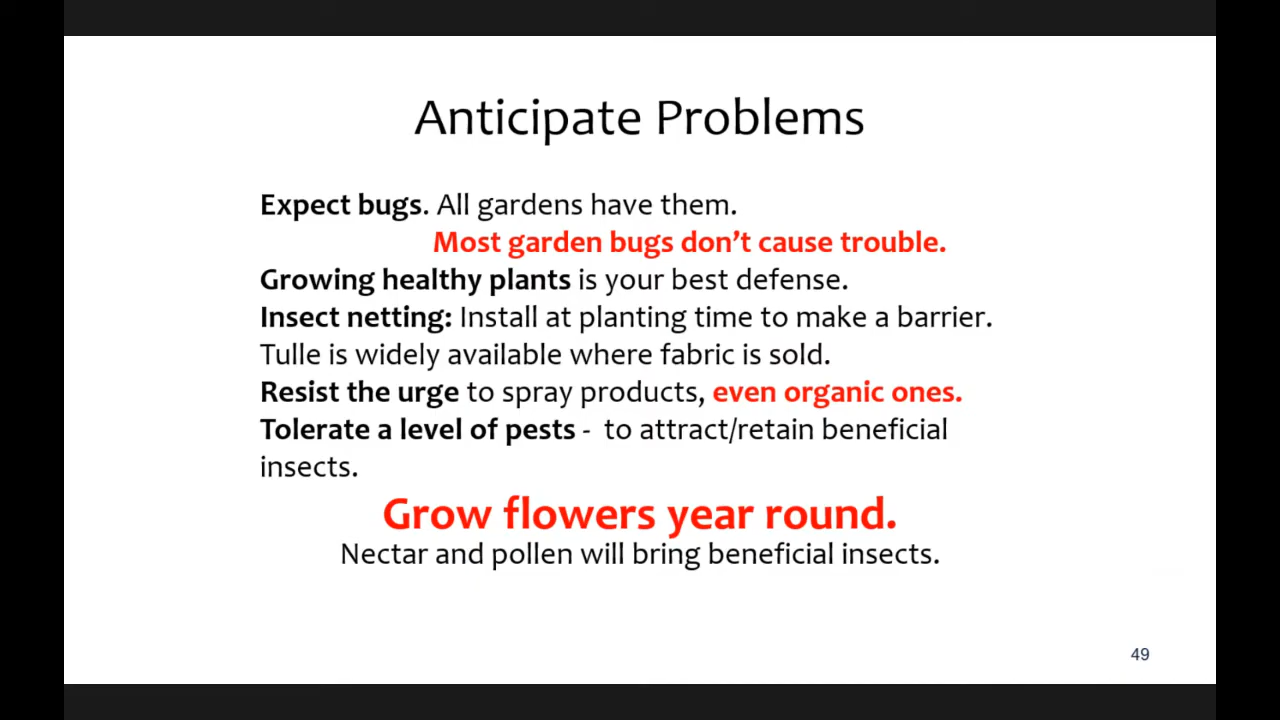 Anticipate Problems
Expect bugs. All gardens have them.
Most garden bugs don’t cause trouble.
Growing healthy plants is your best defense.
Insect netting: Install at planting time to make a barrier.
Tulle is widely available where fabric is sold.
Resist the urge to spray products, even organic ones.
Tolerate a level of pests - to attract/retain beneficial
insects.
Grow flowers year round.
Nectar and pollen will bring beneficial insects.
49